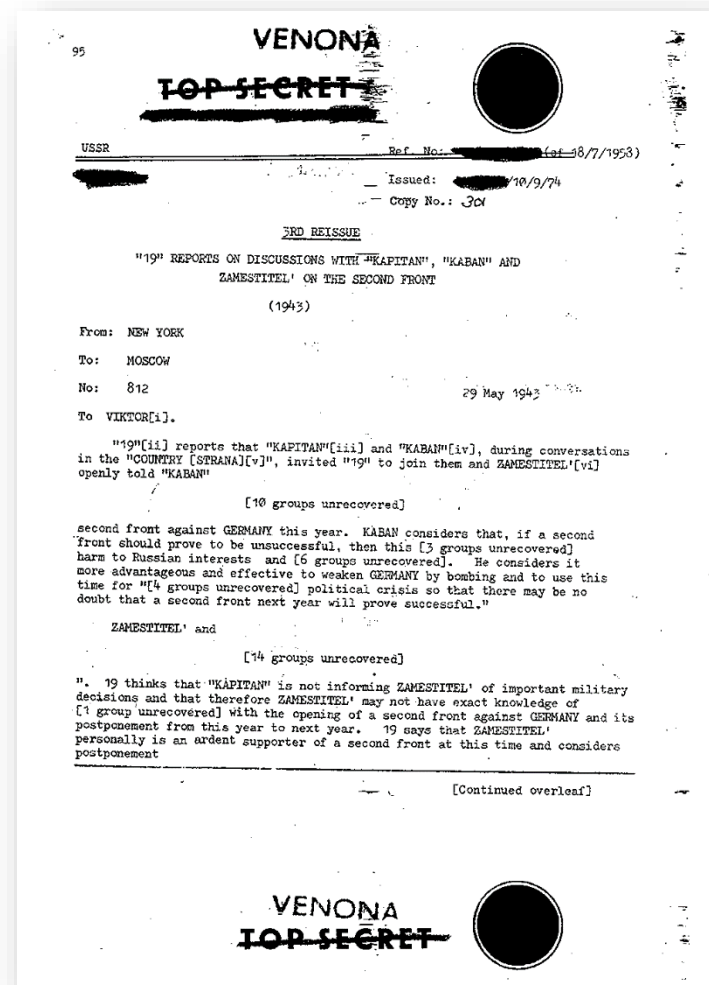 95
VENONA
TOP SECRET
USSR
Ref. No: (of 18/7/1953)
Issued: /10/9/74
Copy No.: 301
3RD REISSUE
"19" REPORTS ON DISCUSSIONS WITH "KAPITAN", "KABAN" AND
ZAMESTITEL' ON THE SECOND FRONT
(1943)
From: NEW YORK
To: MOSCOW
No: 812
29 May 1943
To VIKTOR[i].
"19"[ii] reports that "KAPITAN"[iii] and "KABAN"[iv], during conversations
in the "COUNTRY [STRANA][v]", invited "19" to join them and ZAMESTITEL'[vi]
openly told "KABAN"
[10 groups unrecovered]
second front against GERMANY this year. KABAN considers that, if a second
front should prove to be unsuccessful, then this [3 groups unrecovered]
harm to Russian interests and [6 groups unrecovered]. He considers it
more advantageous and effective to weaken GERMANY by bombing and to use this
time for "[4 groups unrecovered] political crisis so that there may be no
doubt that a second front next year will prove successful."
ZAMESTITEL' and
[14 groups unrecovered]
". 19 thinks that "KAPITAN" is not informing ZAMESTITEL' of important military
decisions and that therefore ZAMESTITEL' may not have exact knowledge of
[1 group unrecovered] with the opening of a second front against GERMANY and its
postponement from this year to next year. 19 says that ZAMESTITEL'
personally is an ardent supporter of a second front at this time and considers
postponement
[Continued overleaf]
VENONA
TOP SECRET